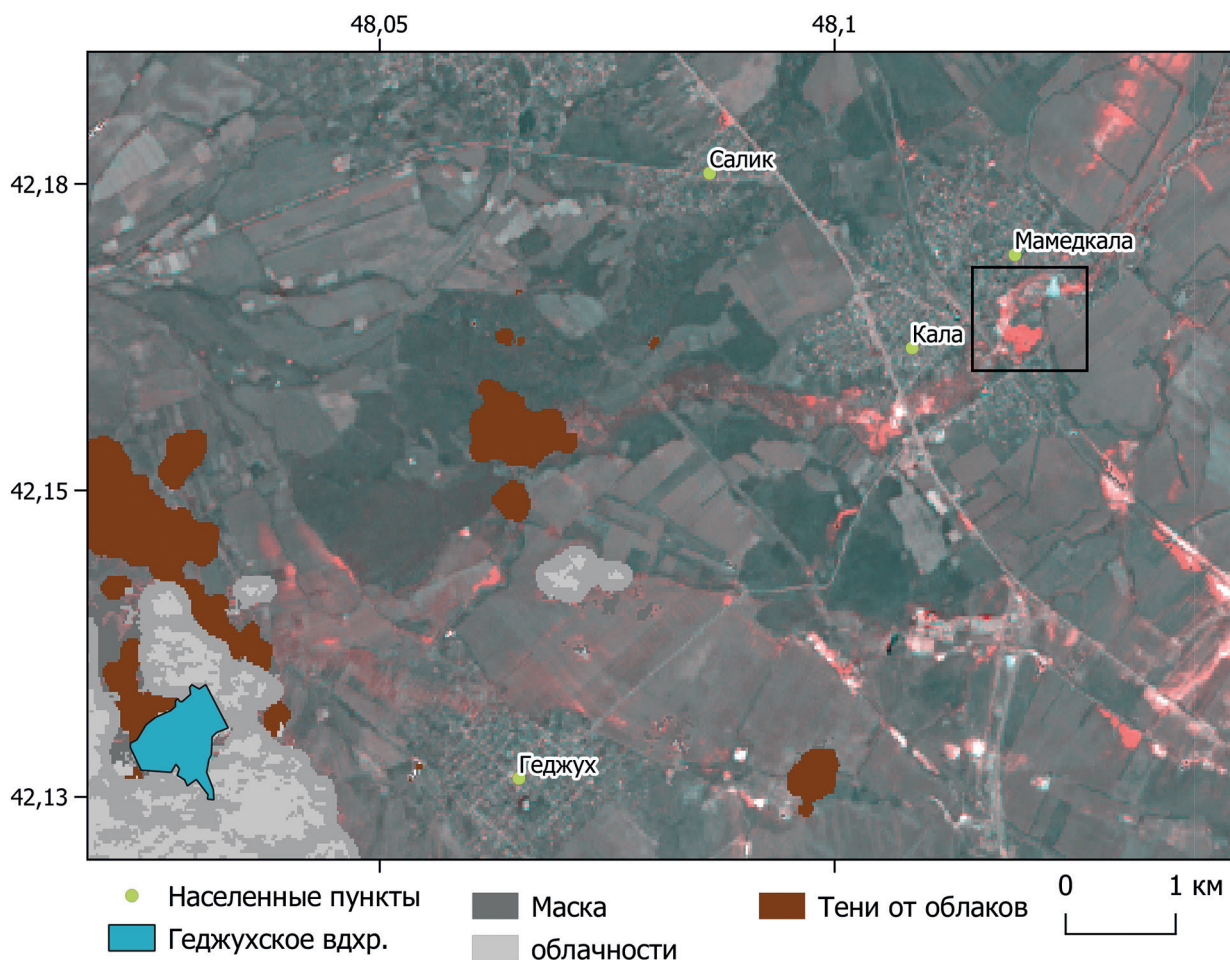 48,05 48,1
42,18
Салик
Мамедкала
Кала
42,15
Геджух
42,13
Населенные пункты
Геджухское вдхр.
Маска
облачности
Тени от облаков
0 1 км